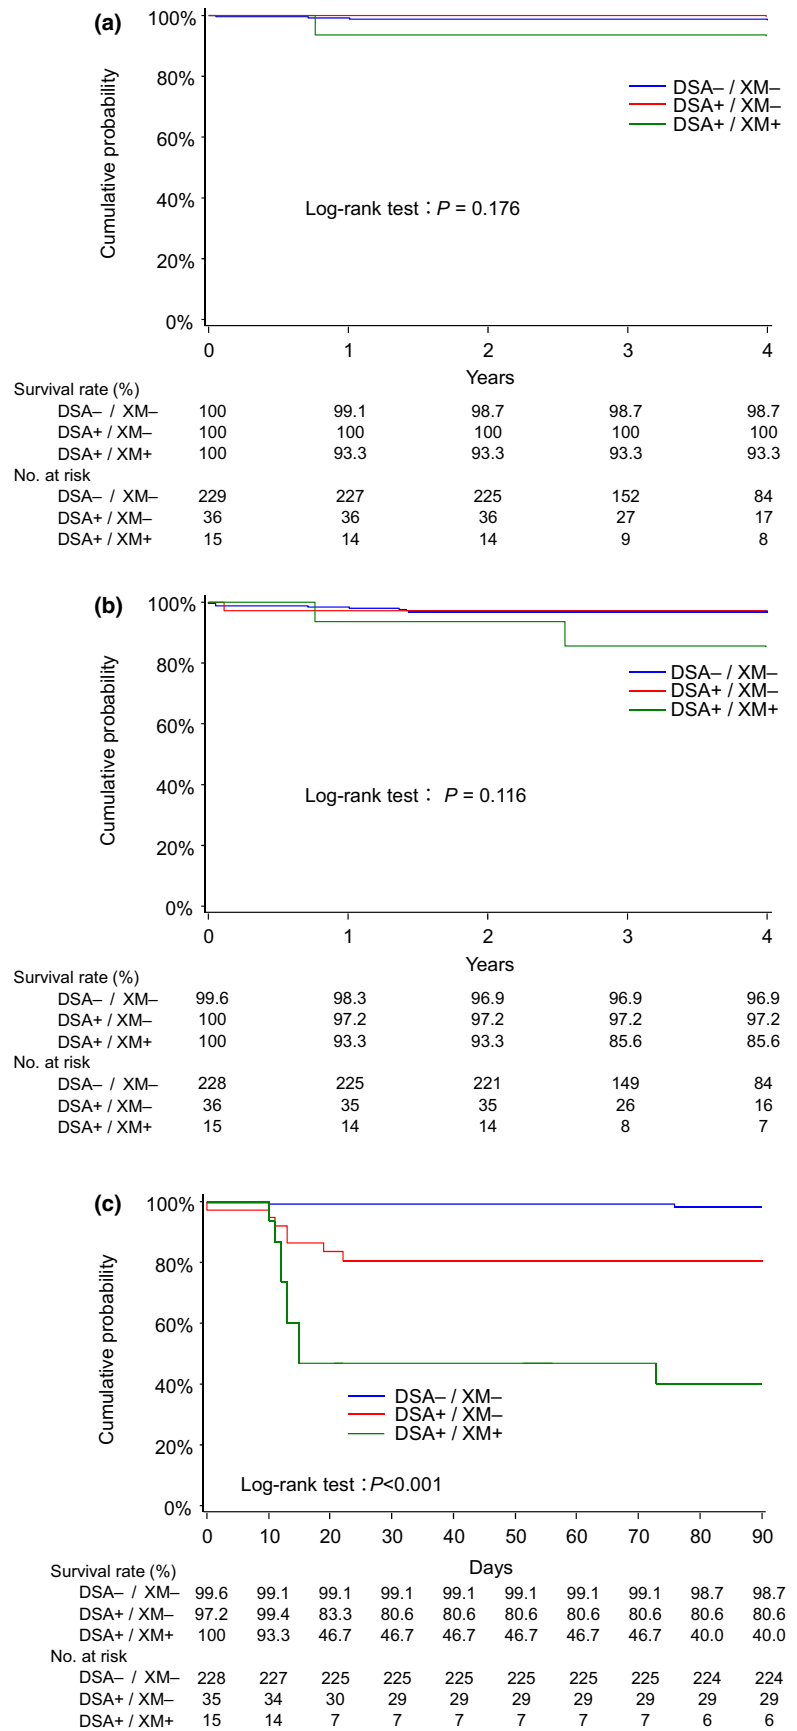 (a)
100%
80%
60%
40%
20%
0%
Cumulative probability
DSA– / XM–
DSA+ / XM–
DSA+ / XM+
Log-rank test : P = 0.176
0 1 2 3 4
Years
Survival rate (%)
DSA– / XM– 100 99.1 98.7 98.7 98.7
DSA+ / XM– 100 100 100 100 100
DSA+ / XM+ 100 93.3 93.3 93.3 93.3
No. at risk
DSA– / XM– 229 227 225 152 84
DSA+ / XM– 36 36 36 27 17
DSA+ / XM+ 15 14 14 9 8
(b)
100%
80%
60%
40%
20%
0%
Cumulative probability
DSA– / XM–
DSA+ / XM–
DSA+ / XM+
Log-rank test : P = 0.116
0 1 2 3 4
Years
Survival rate (%)
DSA– / XM– 99.6 98.3 96.9 96.9 96.9
DSA+ / XM– 100 97.2 97.2 97.2 97.2
DSA+ / XM+ 100 93.3 93.3 85.6 85.6
No. at risk
DSA– / XM– 228 225 221 149 84
DSA+ / XM– 36 35 35 26 16
DSA+ / XM+ 15 14 14 8 7
(c)
100%
80%
60%
40%
20%
0%
Cumulative probability
DSA– / XM–
DSA+ / XM–
DSA+ / XM+
Log-rank test : P<0.001
0 10 20 30 40 50 60 70 80 90
Days
Survival rate (%)
DSA– / XM– 99.6 99.1 99.1 99.1 99.1 99.1 99.1 99.1 98.7 98.7
DSA+ / XM– 97.2 99.4 83.3 80.6 80.6 80.6 80.6 80.6 80.6 80.6
DSA+ / XM+ 100 93.3 46.7 46.7 46.7 46.7 46.7 46.7 40.0 40.0
No. at risk
DSA– / XM– 228 227 225 225 225 225 225 225 224 224
DSA+ / XM– 35 34 30 29 29 29 29 29 29 29
DSA+ / XM+ 15 14 7 7 7 7 7 7 6 6